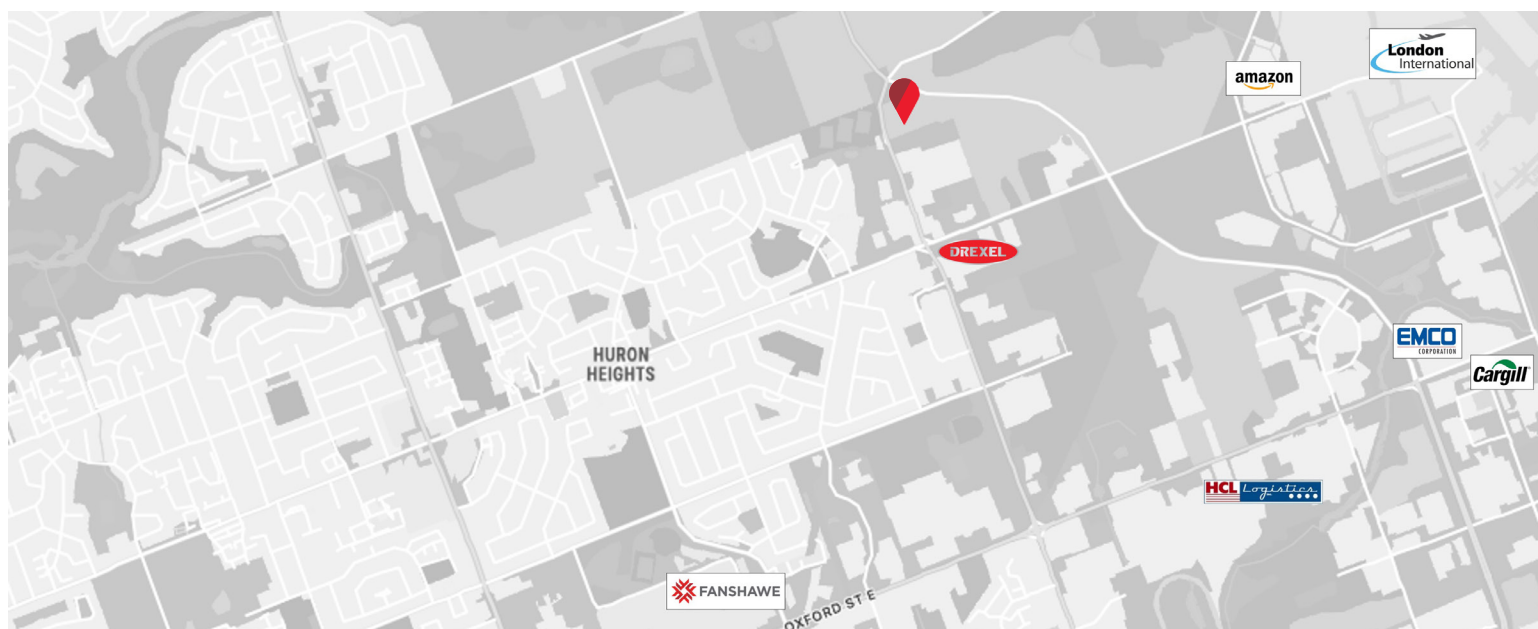 London
International
amazon
DREXEL
EMCO
CORPORATION
HURON
HEIGHTS
Cargill
HCL Logistics
FANSHAWE
OXFORD ST E